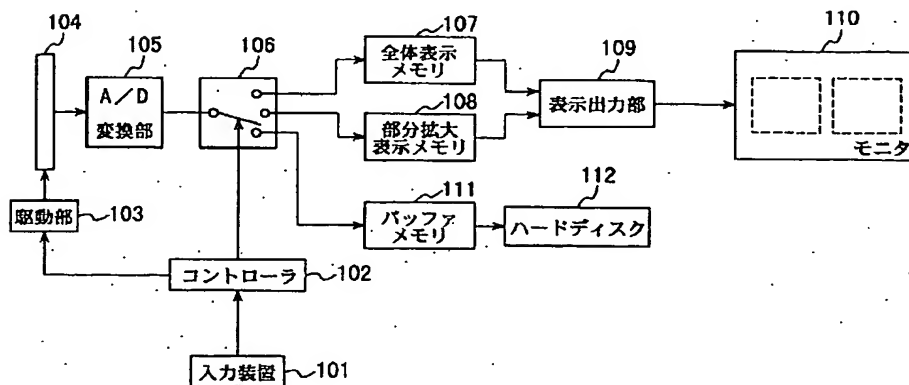 104
105
A/D
変換部
106
107
全体表示
メモリ
108
部分拡大
表示メモリ
109
表示出力部
110
モニタ
111
バッファ
メモリ
112
ハードディスク
駆動部
103
コントローラ
102
入力装置
101